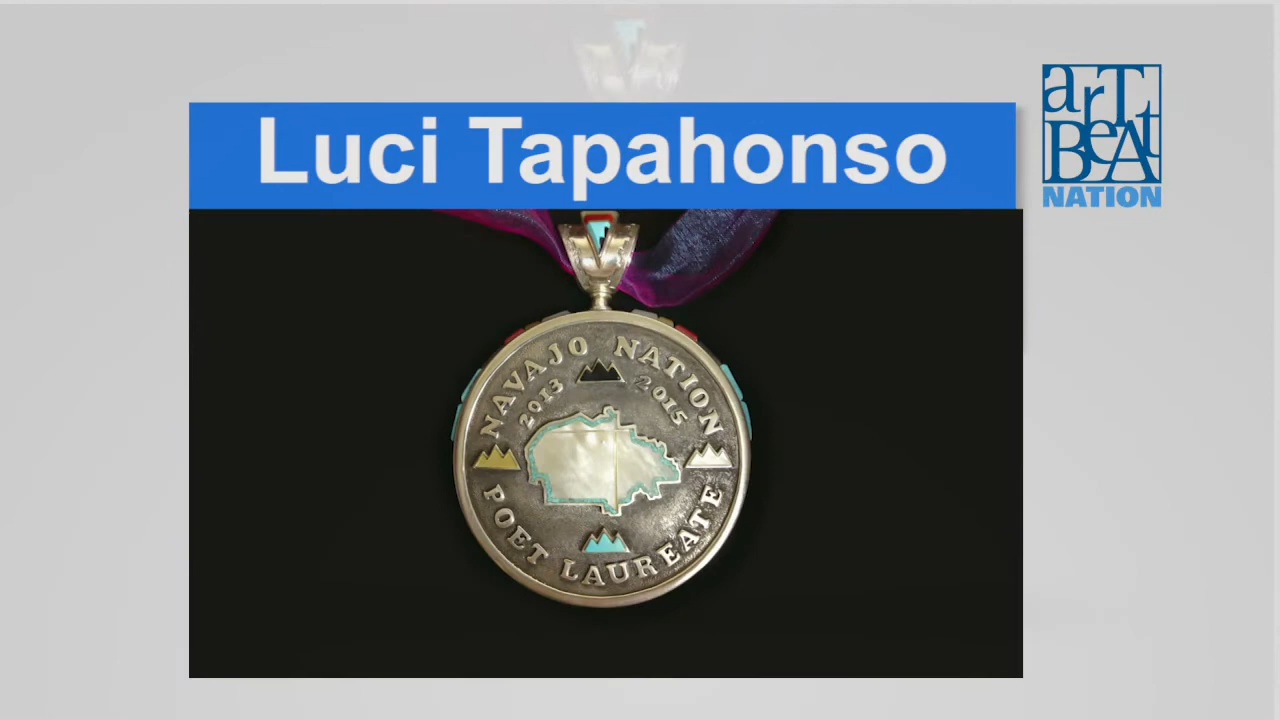 Luci Tapahonso
arT
BeAt
NATION
NAVAJO NATION
2013 2015
POET LAUREATE